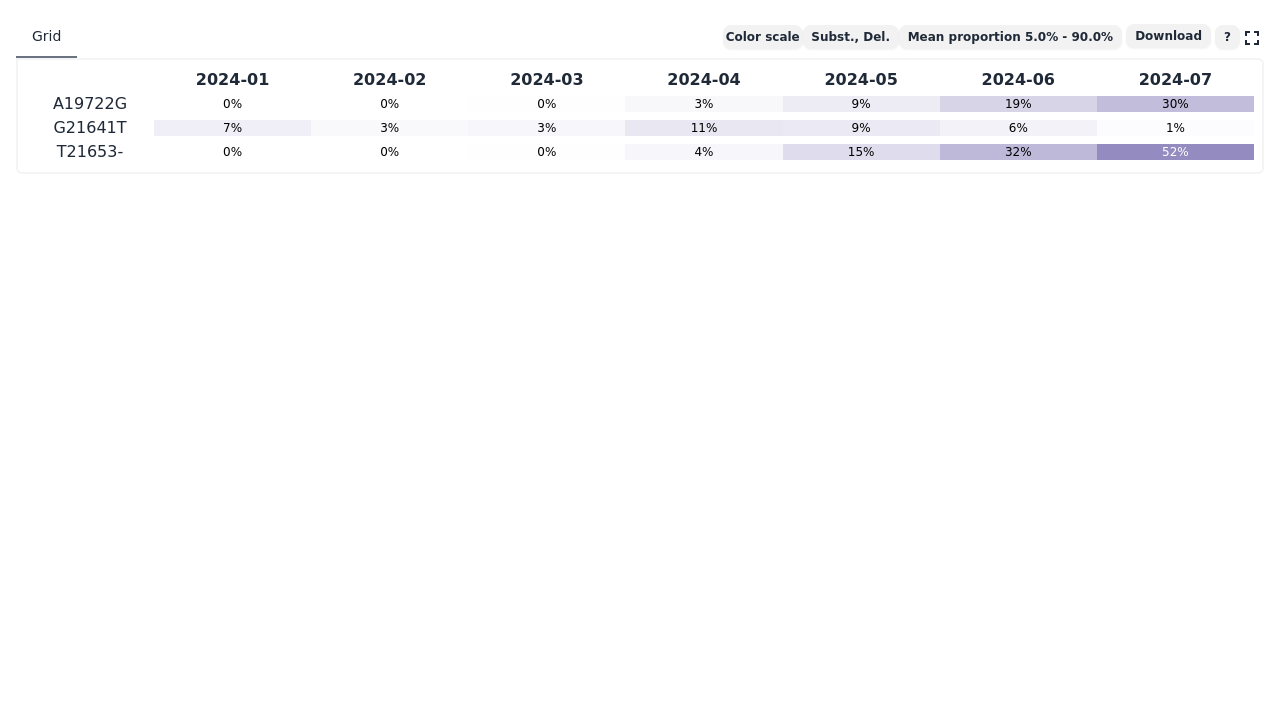 Grid Color scale Subst., Del. Mean proportion 5.0% - 90.0% Download ?
2024-01 2024-02 2024-03 2024-04 2024-05 2024-06 2024-07
A19722G 0% 0% 0% 3% 9% 19% 30%
G21641T 7% 3% 3% 11% 9% 6% 1%
T21653- 0% 0% 0% 4% 15% 32% 52%